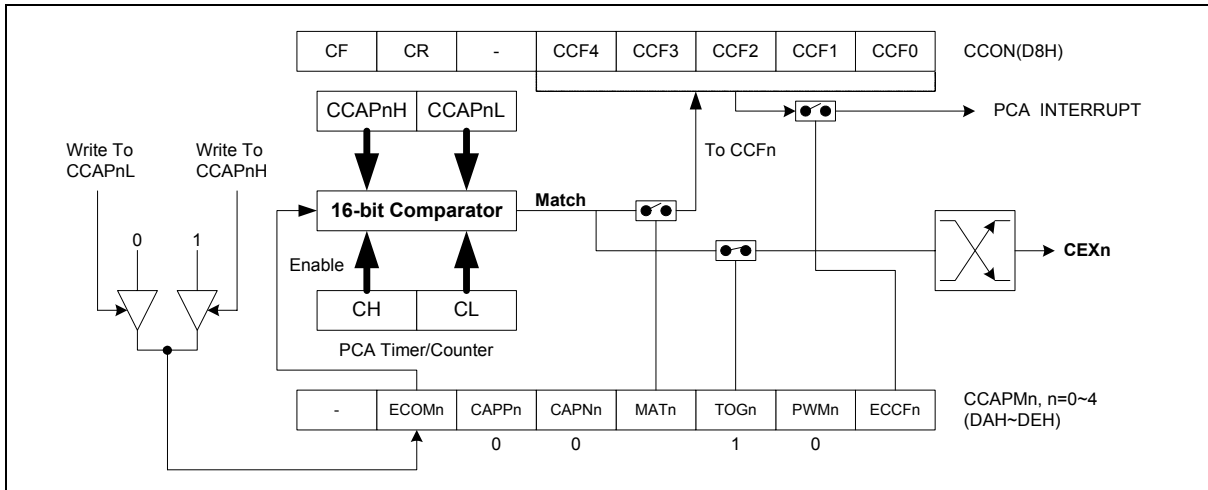 CF CR - CCF4 CCF3 CCF2 CCF1 CCF0 CCON(D8H)
CCAPnH CCAPnL
PCA INTERRUPT
Write To
CCAPnL
Write To
CCAPnH
To CCFn
16-bit Comparator
Match
0 1
Enable
CEXn
CH CL
PCA Timer/Counter
- ECOMn CAPPn CAPNn MATn TOGn PWMn ECCFn
CCAPMn, n=0~4
(DAH~DEH)
0 0 1 0